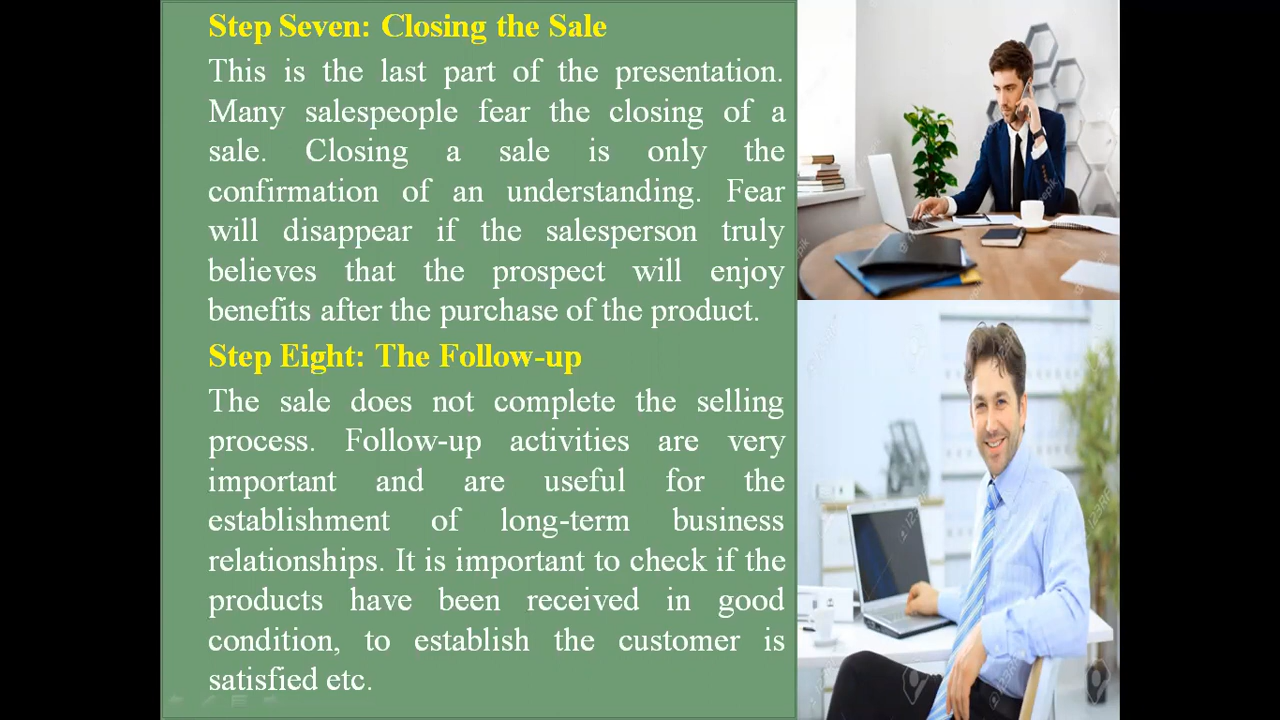 Step Seven: Closing the Sale
This is the last part of the presentation.
Many salespeople fear the closing of a
sale. Closing a sale is only the
confirmation of an understanding. Fear
will disappear if the salesperson truly
believes that the prospect will enjoy
benefits after the purchase of the product.
Step Eight: The Follow-up
The sale does not complete the selling
process. Follow-up activities are very
important and are useful for the
establishment of long-term business
relationships. It is important to check if the
products have been received in good
condition, to establish the customer is
satisfied etc.
123RF
123RF
123RF